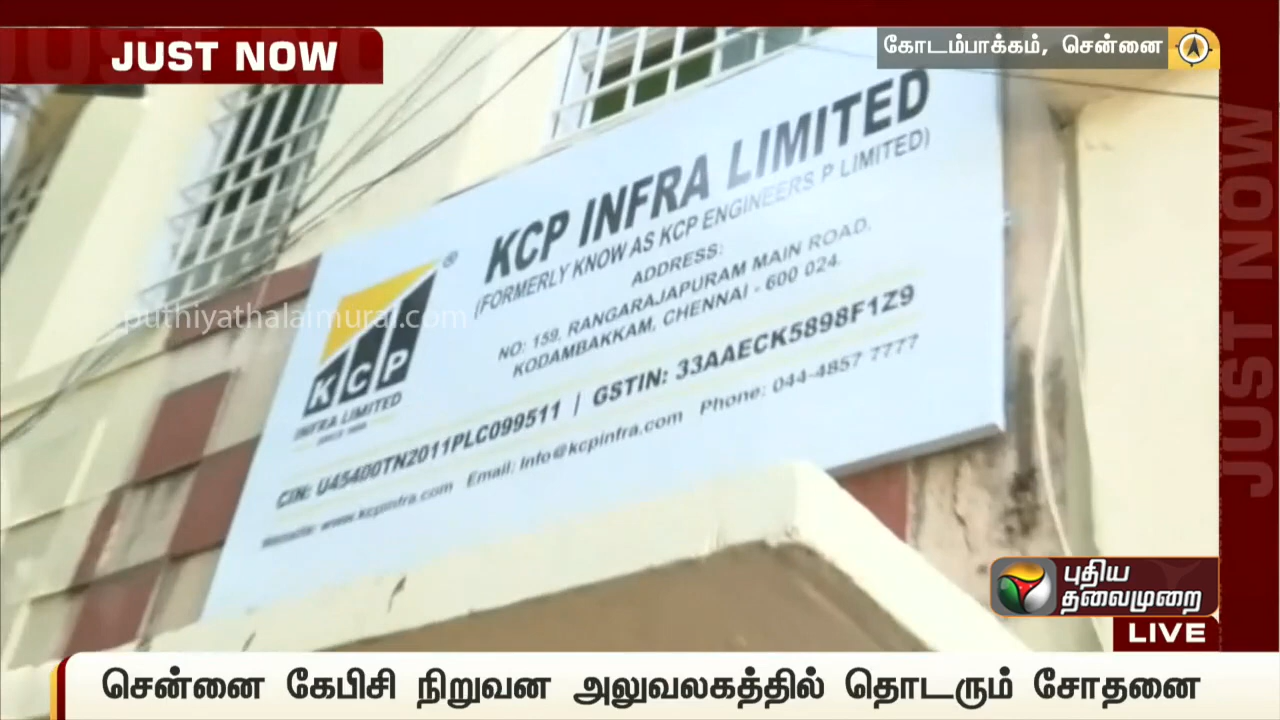 JUST NOW
கோடம்பாக்கம், சென்னை
KCP INFRA LIMITED
(FORMERLY KNOW AS KCP ENGINEERS P LIMITED)
ADDRESS:
NO: 159, RANGARAJAPURAM MAIN ROAD,
KODAMBAKKAM, CHENNAI - 600 024.
®
KCP
INFRA LIMITED
CIN: U45400TN2011PLC099511 | GSTIN: 33AAECK5898F1Z9
Website: www.kcpinfra.com Email: Info@kcpinfra.com Phone: 044-4857 7777
puthiyathalaimurai.com
JUST NOW
புதிய
தலைமுறை
LIVE
சென்னை கேபிசி நிறுவன அலுவலகத்தில் தொடரும் சோதனை